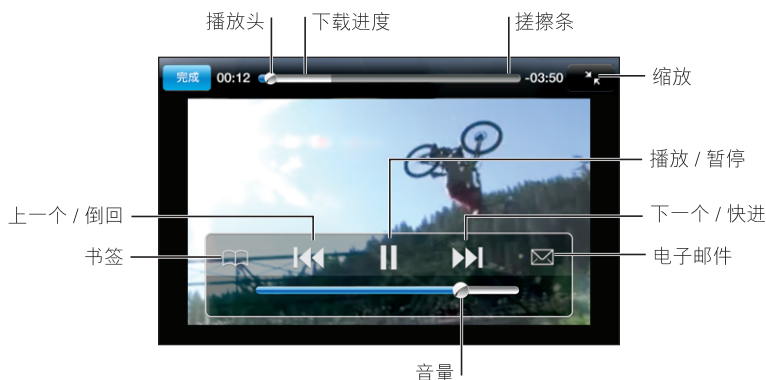 播放头 下载进度 搓擦条
完成 00:12 -03:50 缩放
播放 / 暂停
上一个 / 倒回 下一个 / 快进
书签 电子邮件
音量